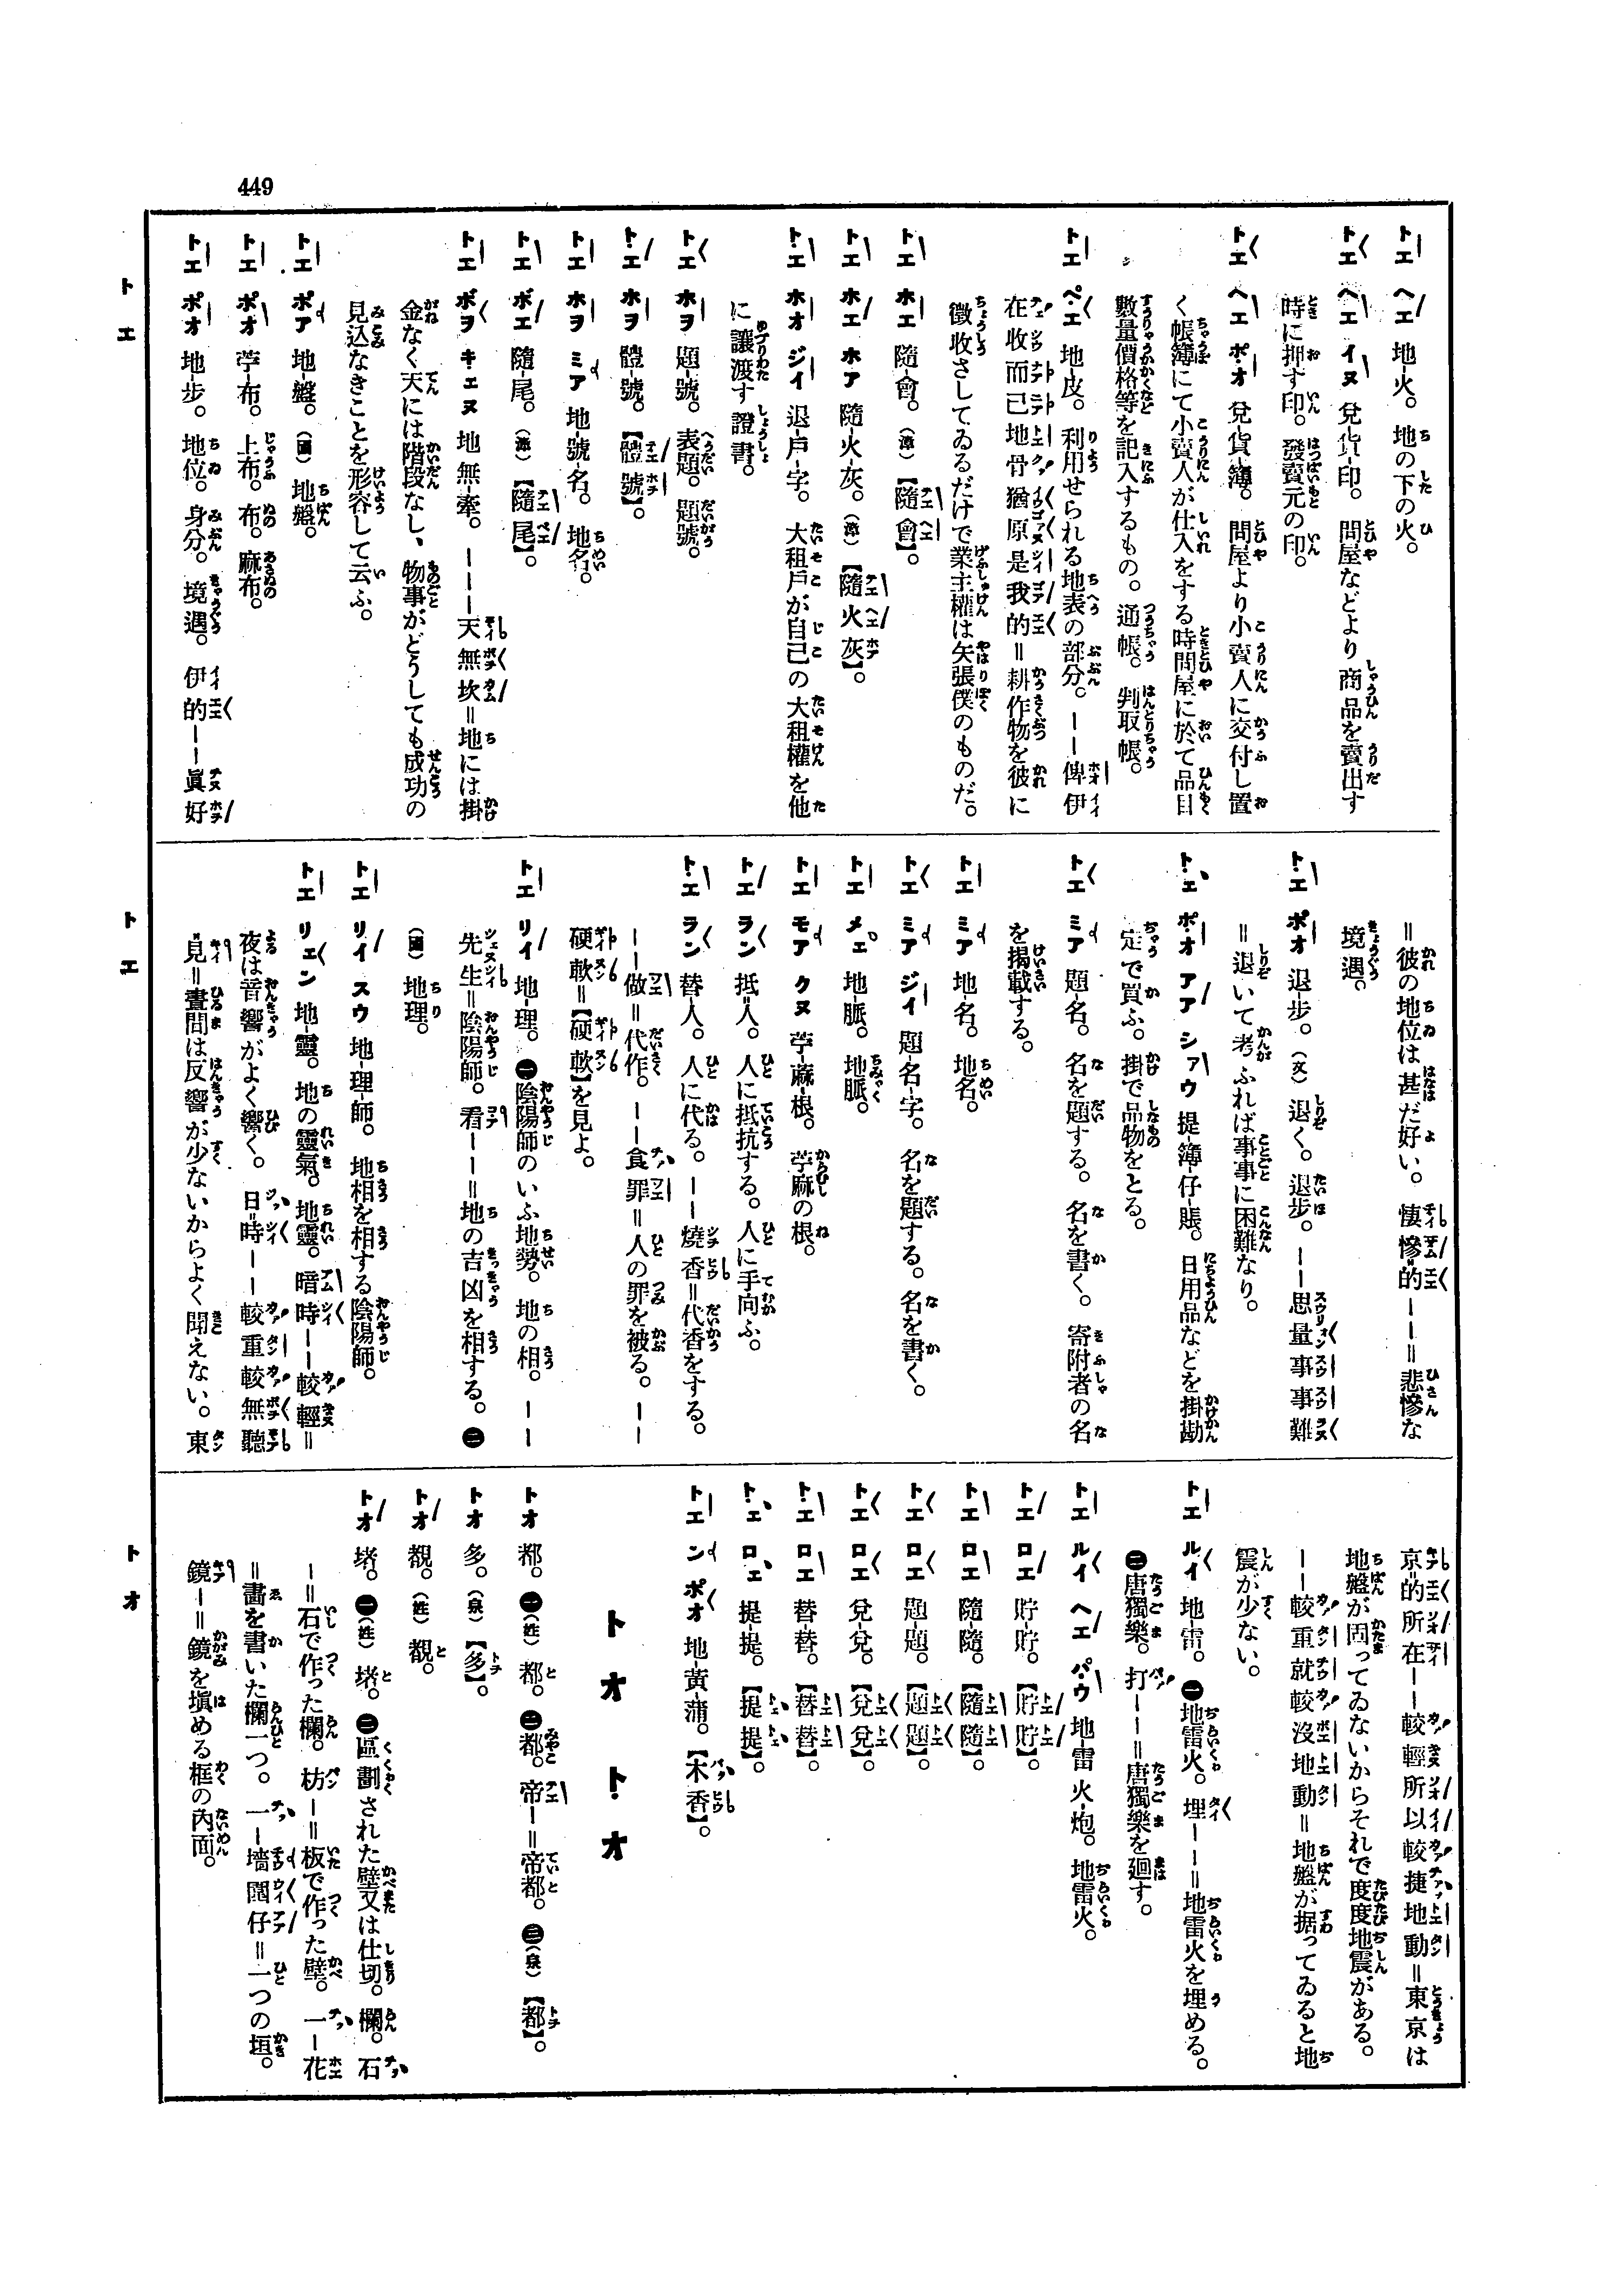 449
トエ ヘエ 地-火。地の下の火。
トエ ヘエ イヌ 兌-貨-印。問屋などより商品を賣出す
時に押す印。發賣元の印。
トエ ヘエ ポオ 兌-貨-簿。問屋より小賣人に交付し置
く帳簿にて小賣人が仕入をする時問屋に於て品目
數量價格等を記入するもの。通帳。判取帳。
トエ ペエ 地-皮。利用せられる地表の部分。——俾伊
在收而已地骨猶原是我的=耕作物を彼に
徵收さしてゐるだけで業主權は矢張僕のものだ。
トエ ホエ 隨-會。(漳)【隨會】。
トエ ホエ ホア 隨-火-灰。(漳)【隨火灰】。
トエ ホオ ジイ 退-戶-字。大租戶が自己の大租權を他
に讓渡す證書。
トエ ホヲ 題-號。表題。題號。
トエ ホヲ 體-號。【體號】。
トエ ホヲ ミア 地-號-名。地名。
トエ ボエ 隨-尾。(漳)【隨尾】。
トエ ボヲ キェヌ 地無-牽。———天無坎=地には掛
金なく天には階段なし、物事がどうしても成功の
見込なきことを形容して云ふ。
トエ ポア 地-盤。(國)地盤。
トエ ポオ 苧-布。上布。布。麻布。
トエ ポオ 地-步。地位。身分。境遇。伊的——眞好
=彼の地位は甚だ好い。悽慘的——=悲慘な
境遇。
トエ ポオ 退-步。(文)退く。退步。——思量事事難
=退いて考ふれば事事に困難なり。
トエ ポオ アア シァウ 提-簿-仔-賬。日用品などを掛勘
定で買ふ。掛で品物をとる。
トエ ミア 題-名。名を題する。名を書く。寄附者の名
を揭載する。
トエ ミア 地-名。地名。
トエ ミア ジイ 題-名-字。名を題する。名を書く。
トエ メェ 地-脈。地脈。
トエ モア クヌ 苧-蔴-根。苧麻の根。
トエ ラン 抵"人。人に抵抗する。人に手向ふ。
トエ ラン 替-人。人に代る。——燒香=代香をする。
——做=代作。——食罪=人の罪を被る。——
硬軟=【硬軟】を見よ。
トエ リイ 地-理。㊀陰陽師のいふ地勢。地の相。——
先生=陰陽師。看——=地の吉凶を相する。㊁
(國)地理。
トエ リイ スウ 地-理-師。地相を相する陰陽師。
トエ リェン 地-靈。地の靈氣。地靈。暗時——較輕=
夜は音響がよく響く。日"時——較重較無聽
"見=晝間は反響が少ないからよく聞えない。東
京"的所在——較輕所以較捷地動=東京は
地盤が固ってゐないからそれで度度地震がある。
——較重就較沒地動=地盤が据ってゐると地
震が少ない。
トエ ルイ 地-雷。㊀地雷火。埋——=地雷火を埋める。
㊁唐獨樂。打——=唐獨樂を廻す。
トエ ルイ ヘエ パウ 地-雷火-炮。地雷火。
トエ ロエ 貯-貯。【貯貯】。
トエ ロエ 隨-隨。【隨隨】。
トエ ロエ 題-題。【題題】。
トエ ロエ 兌-兌。【兌兌】。
トエ ロエ 替-替。【替替】。
トェ ロェ 提-提。【提提】。
トエ ン ポオ 地-黃-蒲。【木香】。
トオ トオ
トオ 都。㊀(姓)都。㊁都。帝—=帝都。㊂(泉)【都】。
トオ 多。(泉)【多】。
トオ 覩。(姓)覩。
トオ 堵。㊀(姓)堵。㊁區劃された壁又は仕切。欄。石
—=石で作った欄。枋—=板で作った壁。一—花
=畵を書いた欄一つ。一—墻闊仔=一つの垣。
鏡—=鏡を塡める框の內面。
トエ
トエ
トオ